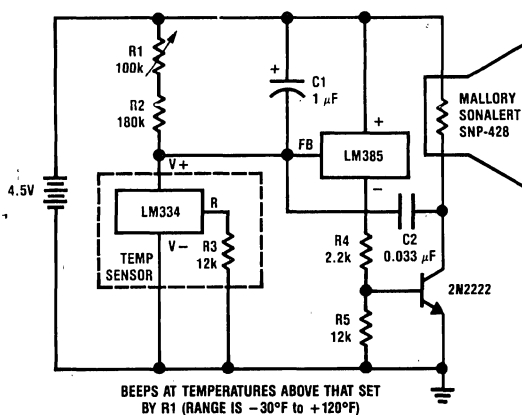 R1
100k
R2
180k
+
C1
1 μF
MALLORY
SONALERT
SNP-428
+
FB
LM385
−
V+
4.5V
LM334
R
V−
R3
12k
TEMP
SENSOR
R4
2.2k
C2
0.033 μF
2N2222
R5
12k
BEEPS AT TEMPERATURES ABOVE THAT SET
BY R1 (RANGE IS −30°F to +120°F)